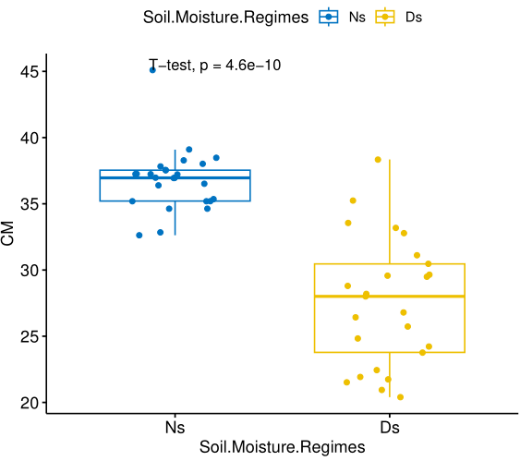 Soil.Moisture.Regimes Ns Ds
T-test, p = 4.6e-10
45
40
35
30
25
20
CM
Ns Ds
Soil.Moisture.Regimes